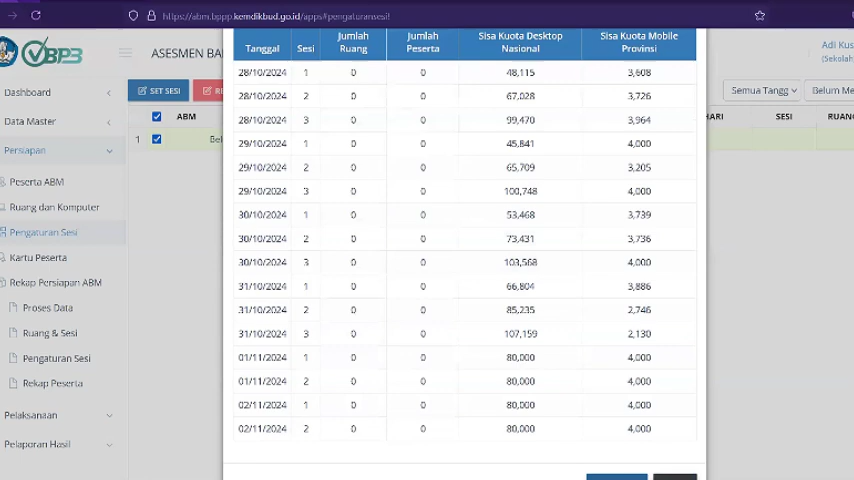 https://abm.bppp.kemdikbud.go.id/apps#pengaturansesi!
VBP3
ASESMEN BA
Adi Kus
(Sekolah
Dashboard
Data Master
Persiapan
Peserta ABM
Ruang dan Komputer
Pengaturan Sesi
Kartu Peserta
Rekap Persiapan ABM
Proses Data
Ruang & Sesi
Pengaturan Sesi
Rekap Peserta
Pelaksanaan
Pelaporan Hasil
SET SESI
RE
Semua Tangg
Belum Me
ABM
HARI
SESI
RUANG
1
Bel
Tanggal Sesi Jumlah Ruang Jumlah Peserta Sisa Kuota Desktop Nasional Sisa Kuota Mobile Provinsi
28/10/2024 1 0 0 48,115 3,608
28/10/2024 2 0 0 67,028 3,726
28/10/2024 3 0 0 99,470 3,964
29/10/2024 1 0 0 45,841 4,000
29/10/2024 2 0 0 65,709 3,205
29/10/2024 3 0 0 100,748 4,000
30/10/2024 1 0 0 53,468 3,739
30/10/2024 2 0 0 73,431 3,736
30/10/2024 3 0 0 103,568 4,000
31/10/2024 1 0 0 66,804 3,886
31/10/2024 2 0 0 85,235 2,746
31/10/2024 3 0 0 107,159 2,130
01/11/2024 1 0 0 80,000 4,000
01/11/2024 2 0 0 80,000 4,000
02/11/2024 1 0 0 80,000 4,000
02/11/2024 2 0 0 80,000 4,000